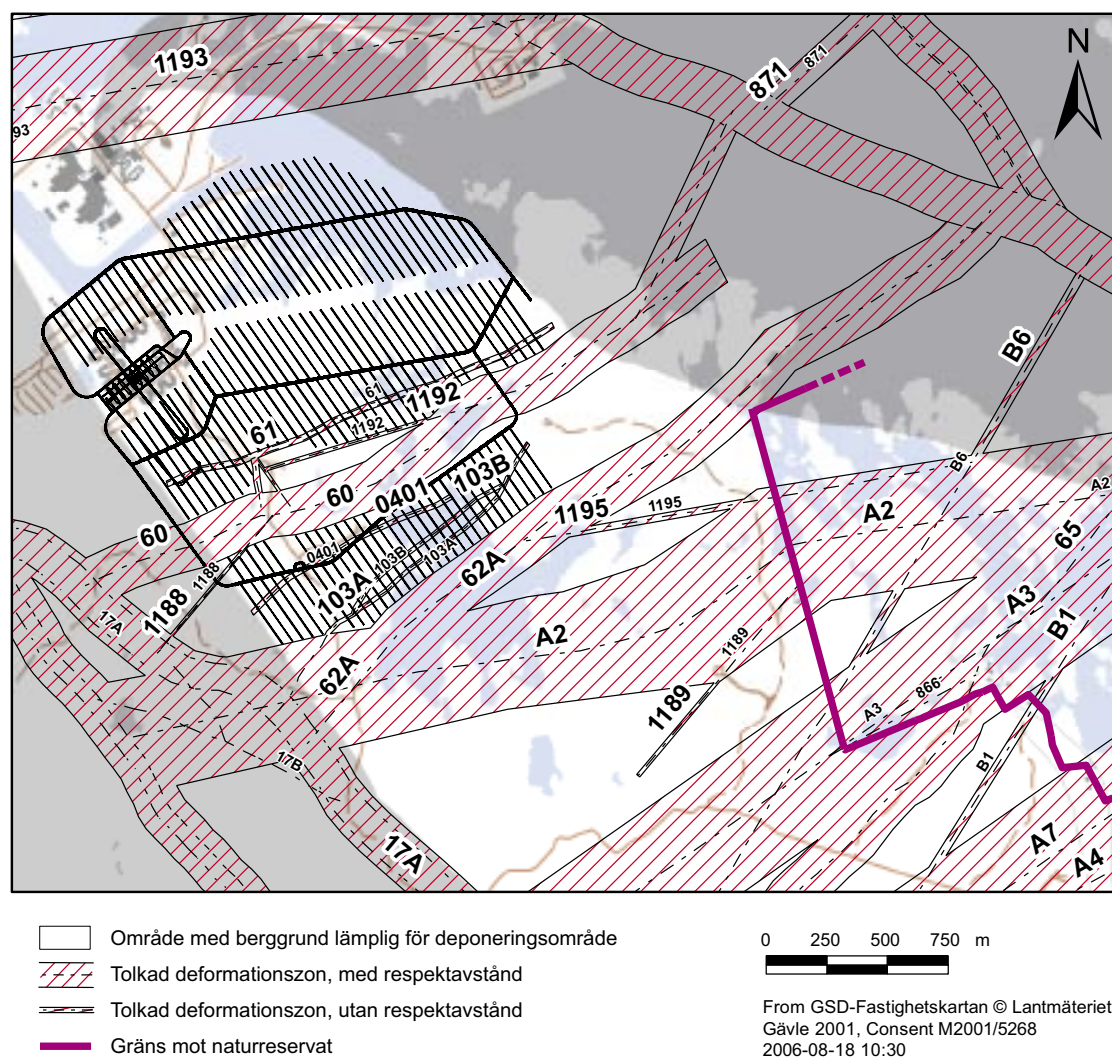 N
1193
93
871
871
B6
B6
61
61
1192
1192
60
60
0401
0401
103B
103B
103A
103A
1195
1195
1188
1188
62A
62A
A2
A2
A2
65
A3
A3
B1
B1
866
1189
1189
17A
17A
17B
A7
A4
Område med berggrund lämplig för deponeringsområde
Tolkad deformationszon, med respektavstånd
Tolkad deformationszon, utan respektavstånd
Gräns mot naturreservat
0 250 500 750 m
From GSD-Fastighetskartan © Lantmäteriet
Gävle 2001, Consent M2001/5268
2006-08-18 10:30